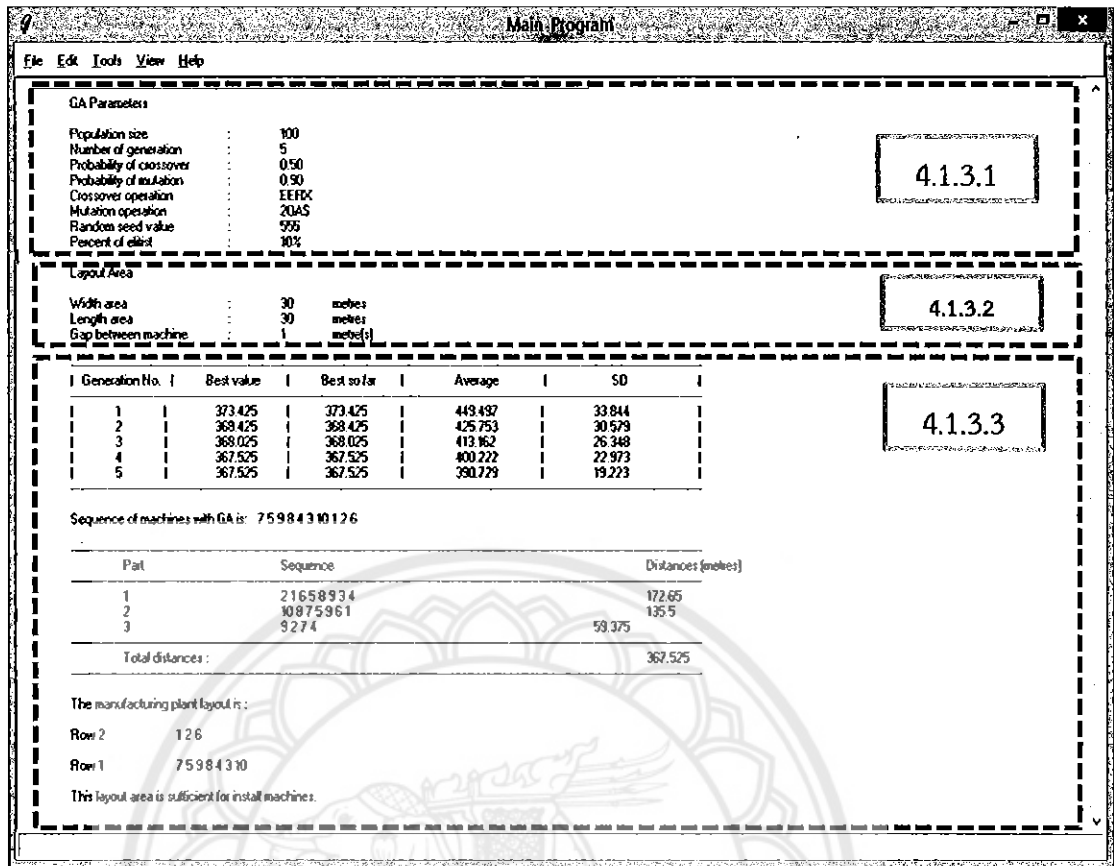 Main Program
File Edit Tools View Help
GA Parameters
Population size : 100
Number of generation : 5
Probability of crossover : 0.50
Probability of mutation : 0.90
Crossover operation : EERX
Mutation operation : 2OAS
Random seed value : 555
Percent of elitist : 10%
4.1.3.1
Layout Area
Width area : 30 metres
Length area : 30 metres
Gap between machine : 1 metre(s)
4.1.3.2
| Generation No. | Best value | Best so far | Average | SD |
| 1 | 373.425 | 373.425 | 449.497 | 33.844 |
| 2 | 368.425 | 368.425 | 425.753 | 30.579 |
| 3 | 368.025 | 368.025 | 413.162 | 26.348 |
| 4 | 367.525 | 367.525 | 400.222 | 22.973 |
| 5 | 367.525 | 367.525 | 390.729 | 19.223 |
4.1.3.3
Sequence of machines with GA is: 7 5 9 8 4 3 10 1 2 6
Part Sequence Distances (metres)
1 2 1 6 5 8 9 3 4 172.65
2 10 8 7 5 9 6 1 135.5
3 9 2 7 4 59.375
Total distances : 367.525
The manufacturing plant layout is :
Row 2 1 2 6
Row 1 7 5 9 8 4 3 10
This layout area is sufficient for install machines.